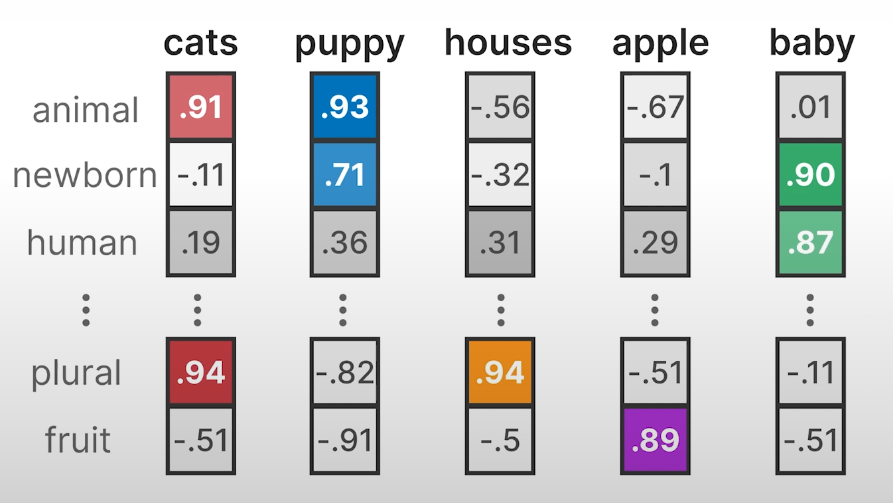 cats puppy houses apple baby
animal .91 .93 -.56 -.67 .01
newborn -.11 .71 -.32 -.1 .90
human .19 .36 .31 .29 .87
plural .94 -.82 .94 -.51 -.11
fruit -.51 -.91 -.5 .89 -.51